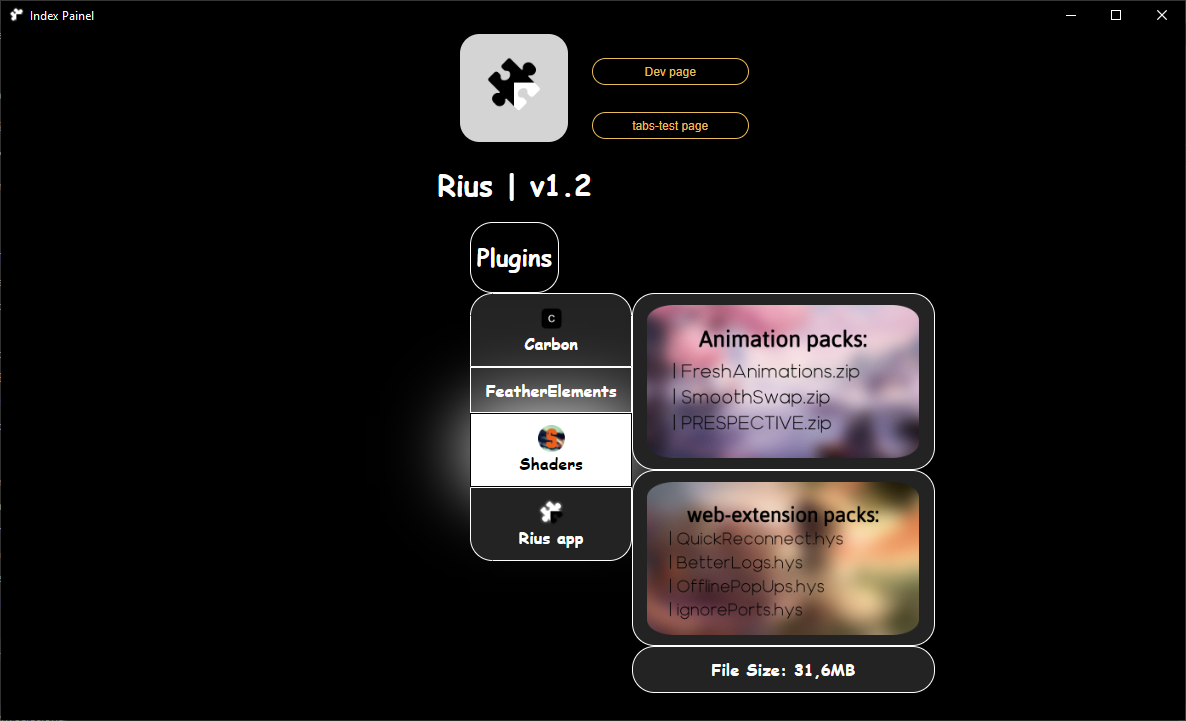 Index Painel
Dev page
tabs-test page
Rius | v1.2
Plugins
C
Carbon
FeatherElements
S
Shaders
Rius app
Animation packs:
| FreshAnimations.zip
| SmoothSwap.zip
| PRESPECTIVE.zip
web-extension packs:
| QuickReconnect.hys
| BetterLogs.hys
| OfflinePopUps.hys
| ignorePorts.hys
File Size: 31,6MB